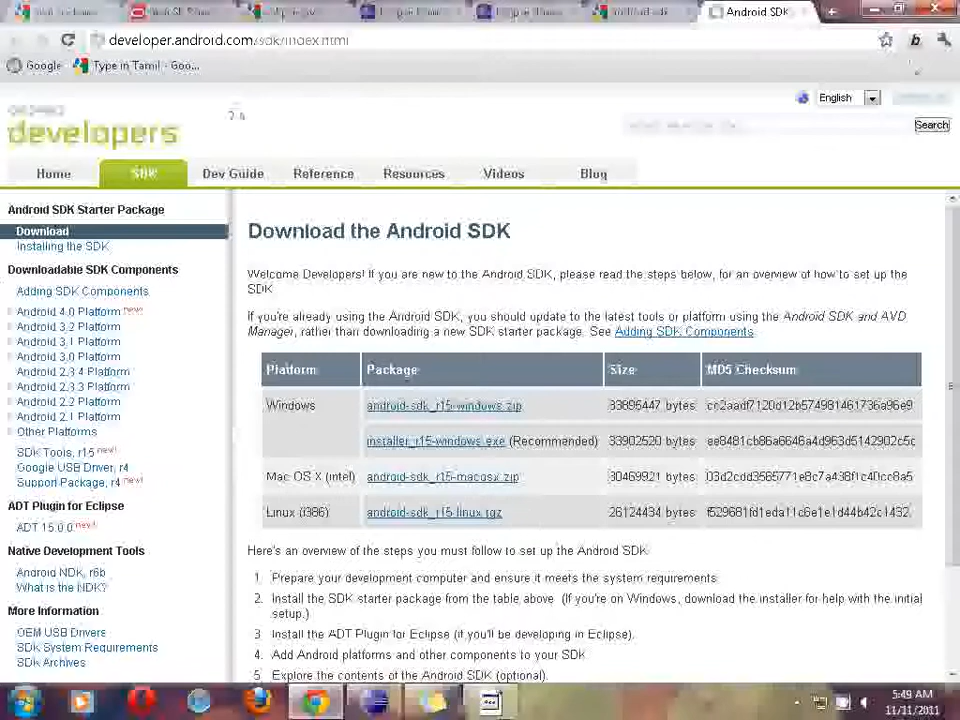 Android SDK
developer.android.com/sdk/index.html
Google
Type in Tamil - Goo...
English
developers
Search
Home
SDK
Dev Guide
Reference
Resources
Videos
Blog
Android SDK Starter Package
Download
Installing the SDK
Downloadable SDK Components
Adding SDK Components
Android 4.0 Platform new!
Android 3.2 Platform
Android 3.1 Platform
Android 3.0 Platform
Android 2.3.4 Platform
Android 2.3.3 Platform
Android 2.2 Platform
Android 2.1 Platform
Other Platforms
SDK Tools, r15 new!
Google USB Driver, r4
Support Package, r4 new!
ADT Plugin for Eclipse
ADT 15.0.0 new!
Native Development Tools
Android NDK, r6b
What is the NDK?
More Information
OEM USB Drivers
SDK System Requirements
SDK Archives
Download the Android SDK
Welcome Developers! If you are new to the Android SDK, please read the steps below, for an overview of how to set up the
SDK
If you're already using the Android SDK, you should update to the latest tools or platform using the Android SDK and AVD
Manager, rather than downloading a new SDK starter package. See Adding SDK Components.
Platform Package Size MD5 Checksum
Windows android-sdk_r15-windows.zip 33895447 bytes cc2aadf7120d12b574981461736a96e9
installer_r15-windows.exe (Recommended) 33902520 bytes ee8481cb86a6646a4d963d5142902c5c
Mac OS X (intel) android-sdk_r15-macosx.zip 30469921 bytes 03d2cdd3565771e8c7a438f1c40cc8a5
Linux (i386) android-sdk_r15-linux.tgz 26124434 bytes f529681fd1eda11c6e1e1d44b42c1432
Here's an overview of the steps you must follow to set up the Android SDK:
1. Prepare your development computer and ensure it meets the system requirements.
2. Install the SDK starter package from the table above. (If you're on Windows, download the installer for help with the initial
setup.)
3. Install the ADT Plugin for Eclipse (if you'll be developing in Eclipse).
4. Add Android platforms and other components to your SDK.
5. Explore the contents of the Android SDK (optional).
5:49 AM
11/11/2011